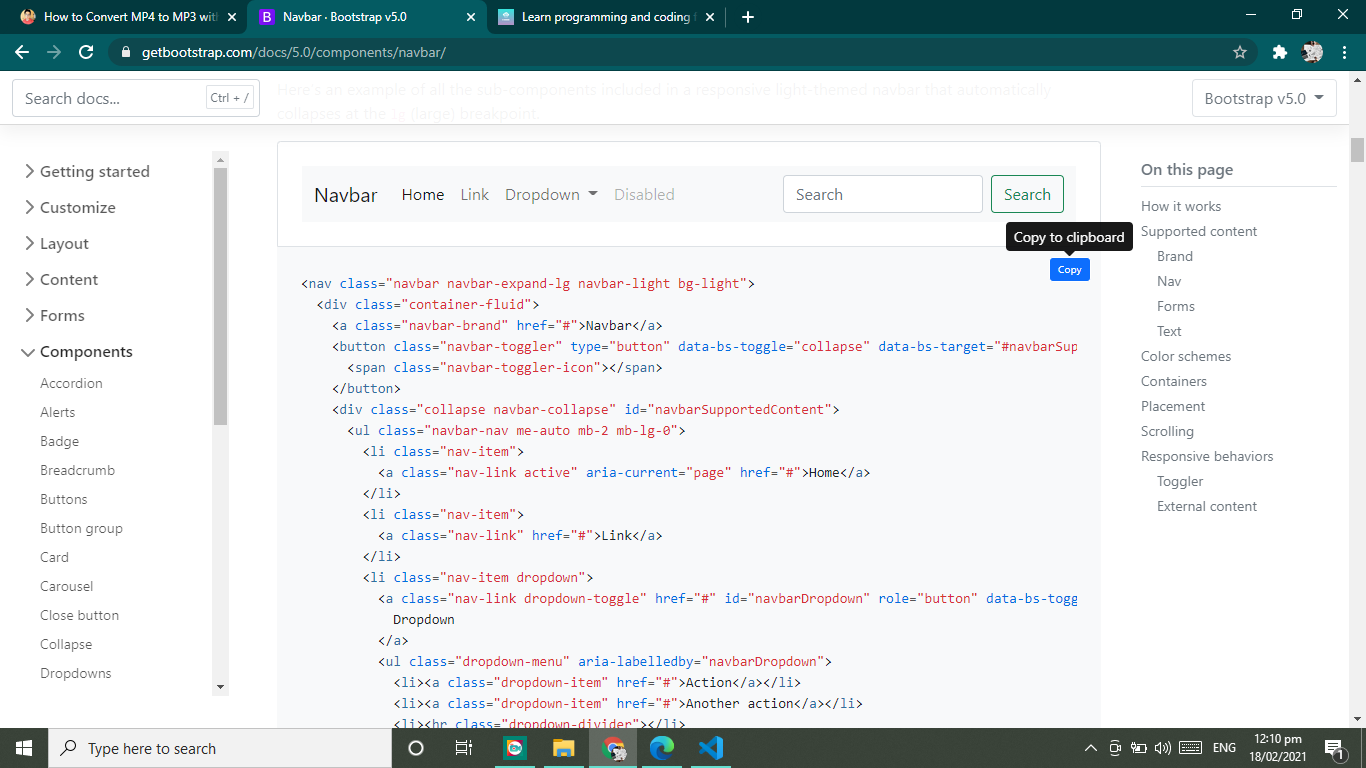 How to Convert MP4 to MP3 with
Navbar · Bootstrap v5.0
Learn programming and coding f
getbootstrap.com/docs/5.0/components/navbar/
Search docs...
Ctrl + /
Here's an example of all the sub-components included in a responsive light-themed navbar that automatically
collapses at the lg (large) breakpoint.
Bootstrap v5.0
Getting started
Customize
Layout
Content
Forms
Components
Accordion
Alerts
Badge
Breadcrumb
Buttons
Button group
Card
Carousel
Close button
Collapse
Dropdowns
Navbar Home Link Dropdown Disabled Search Search
Copy to clipboard
Copy
<nav class="navbar navbar-expand-lg navbar-light bg-light">
<div class="container-fluid">
<a class="navbar-brand" href="#">Navbar</a>
<button class="navbar-toggler" type="button" data-bs-toggle="collapse" data-bs-target="#navbarSup
<span class="navbar-toggler-icon"></span>
</button>
<div class="collapse navbar-collapse" id="navbarSupportedContent">
<ul class="navbar-nav me-auto mb-2 mb-lg-0">
<li class="nav-item">
<a class="nav-link active" aria-current="page" href="#">Home</a>
</li>
<li class="nav-item">
<a class="nav-link" href="#">Link</a>
</li>
<li class="nav-item dropdown">
<a class="nav-link dropdown-toggle" href="#" id="navbarDropdown" role="button" data-bs-togg
Dropdown
</a>
<ul class="dropdown-menu" aria-labelledby="navbarDropdown">
<li><a class="dropdown-item" href="#">Action</a></li>
<li><a class="dropdown-item" href="#">Another action</a></li>
<li><hr class="dropdown-divider"></li>
On this page
How it works
Supported content
Brand
Nav
Forms
Text
Color schemes
Containers
Placement
Scrolling
Responsive behaviors
Toggler
External content
Type here to search
ENG
12:10 pm
18/02/2021
1